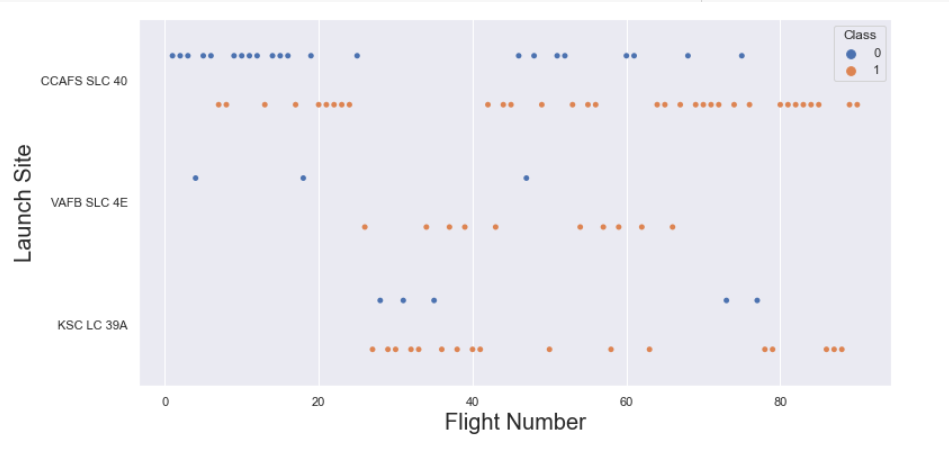 Class
0
1
CCAFS SLC 40
VAFB SLC 4E
KSC LC 39A
Launch Site
0 20 40 60 80
Flight Number